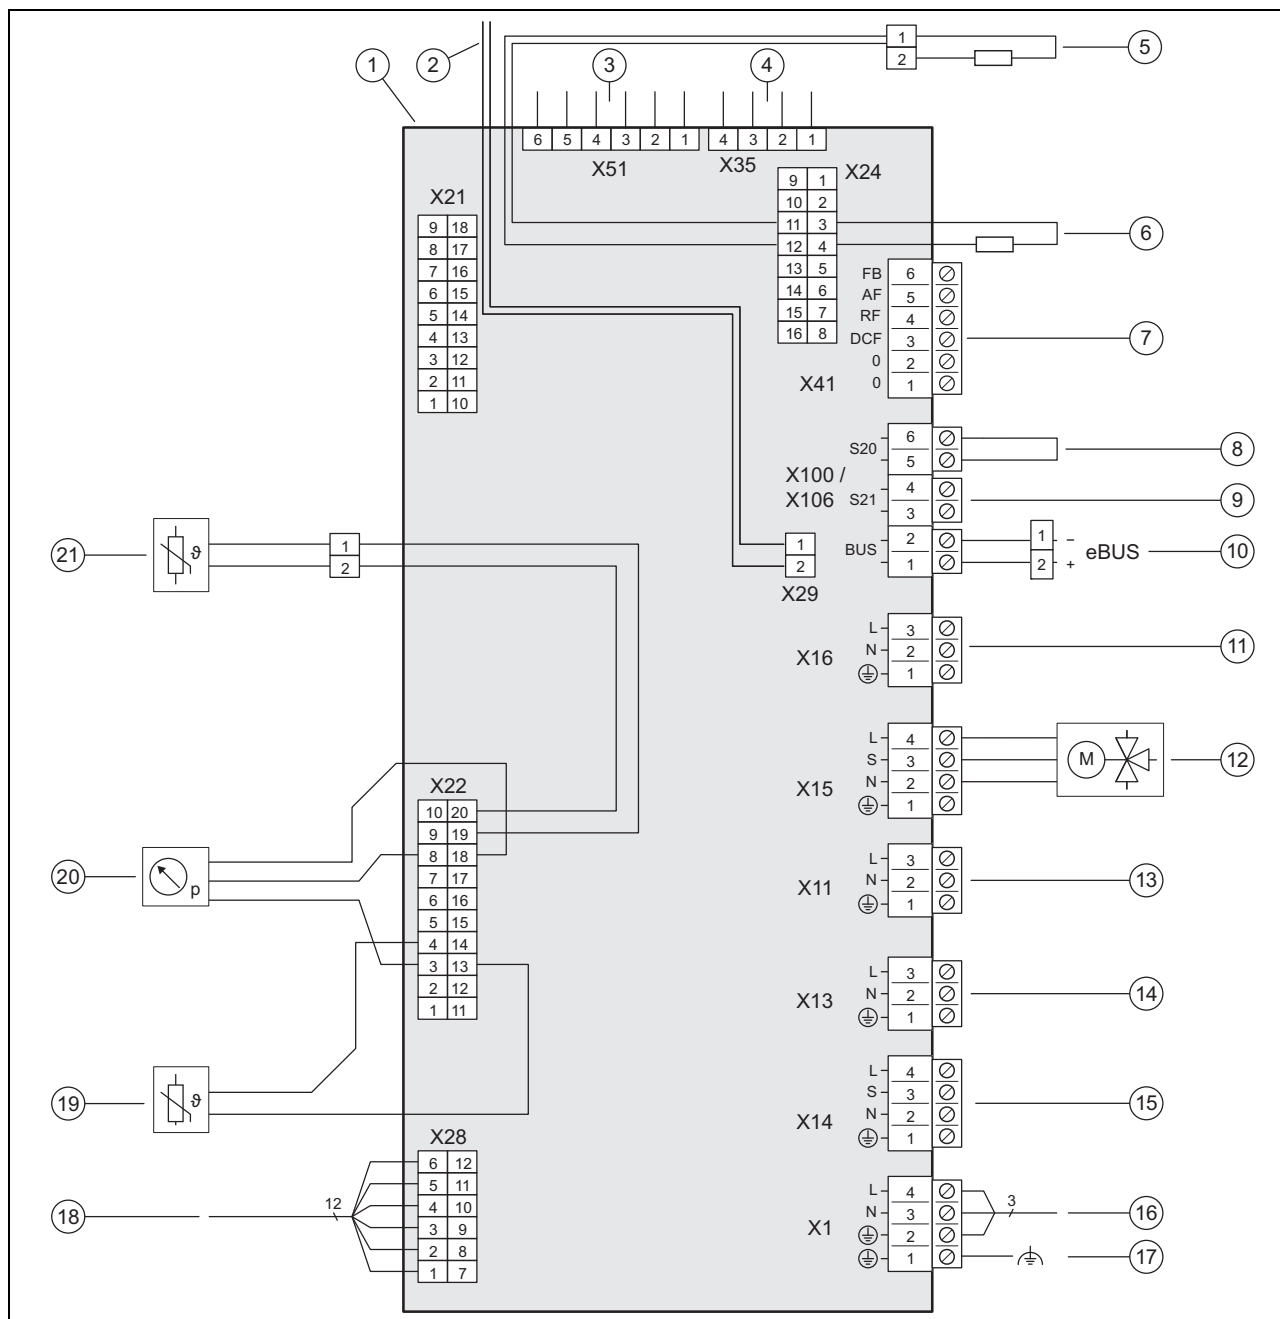 1
2
3
4
5
1
2
6 5 4 3 2 1
4 3 2 1
X51
X35
X24
9 1
10 2
11 3
12 4
13 5
14 6
15 7
16 8
6
X21
9 18
8 17
7 16
6 15
5 14
4 13
3 12
2 11
1 10
FB 6
AF 5
RF 4
DCF 3
0 2
0 1
X41
7
S20
6
5
8
X100 /
X106
S21
4
3
9
BUS
2
1
1 −
2 +
eBUS
10
1
2
X29
21
ϑ
1
2
X16
L 3
N 2
1
11
X15
L 4
S 3
N 2
1
M
12
X22
10 20
9 19
8 18
7 17
6 16
5 15
4 14
3 13
2 12
1 11
20
p
X11
L 3
N 2
1
13
X13
L 3
N 2
1
14
19
ϑ
X14
L 4
S 3
N 2
1
15
X28
6 12
5 11
4 10
3 9
2 8
1 7
18
12
X1
L 4
N 3
2
1
3
16
17